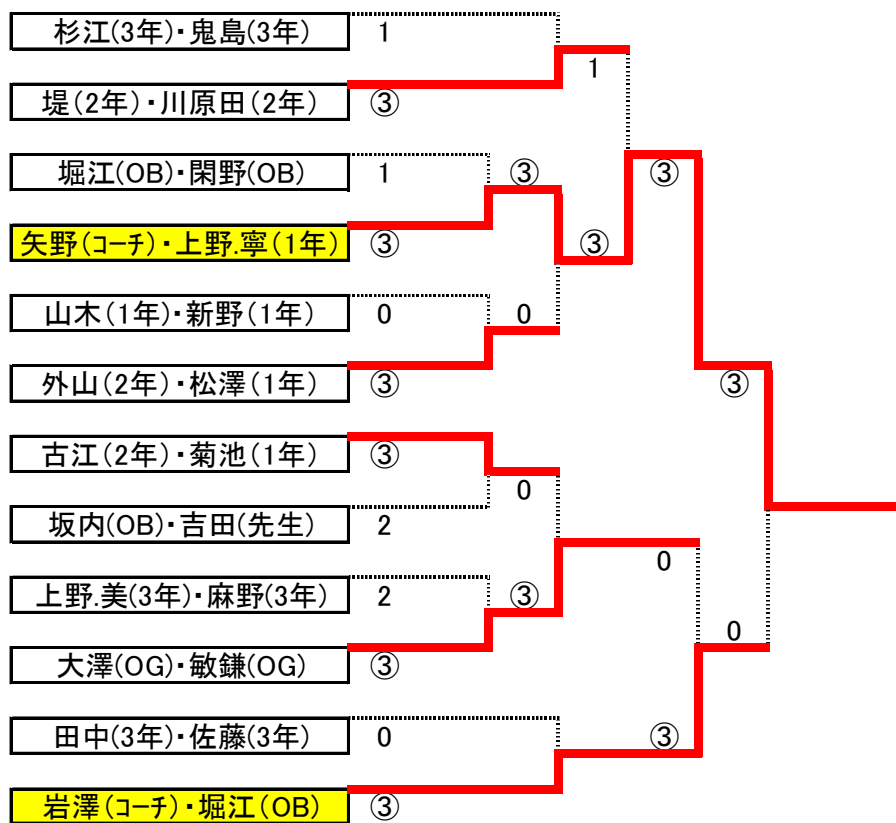 杉江(3年)・鬼島(3年) 1
1
堤(2年)・川原田(2年) ③
堀江(OB)・閑野(OB) 1 ③ ③
矢野(コーチ)・上野.寧(1年) ③ ③
山木(1年)・新野(1年) 0 0
外山(2年)・松澤(1年) ③ ③
古江(2年)・菊池(1年) ③
0
坂内(OB)・吉田(先生) 2
0
上野.美(3年)・麻野(3年) 2 ③
0
大澤(OG)・敏鎌(OG) ③
田中(3年)・佐藤(3年) 0 ③
岩澤(コーチ)・堀江(OB) ③